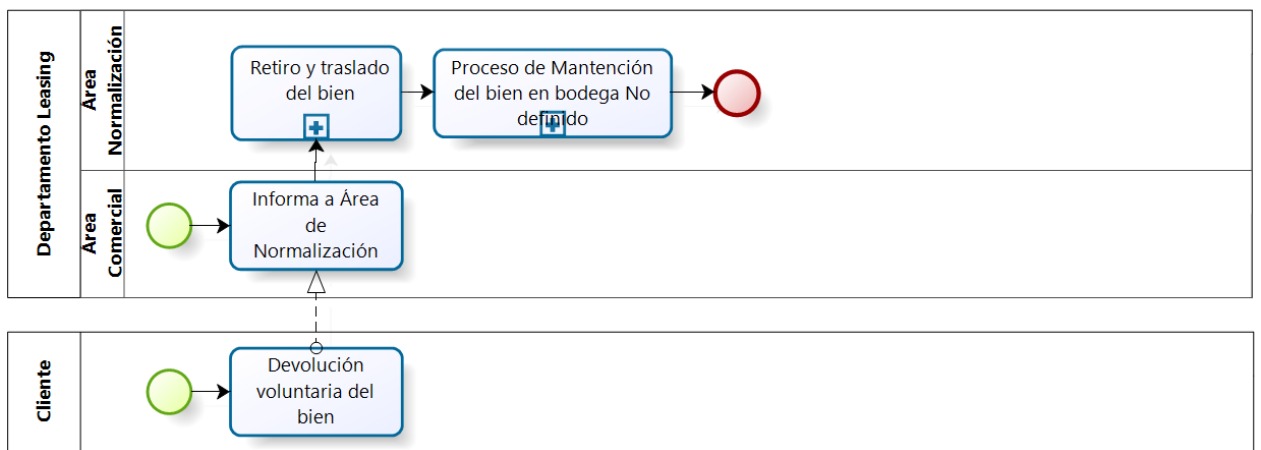 Departamento Leasing
Área
Normalización
Retiro y traslado
del bien
Proceso de Mantención
del bien en bodega No
definido
Área
Comercial
Informa a Área
de
Normalización
Cliente
Devolución
voluntaria del
bien